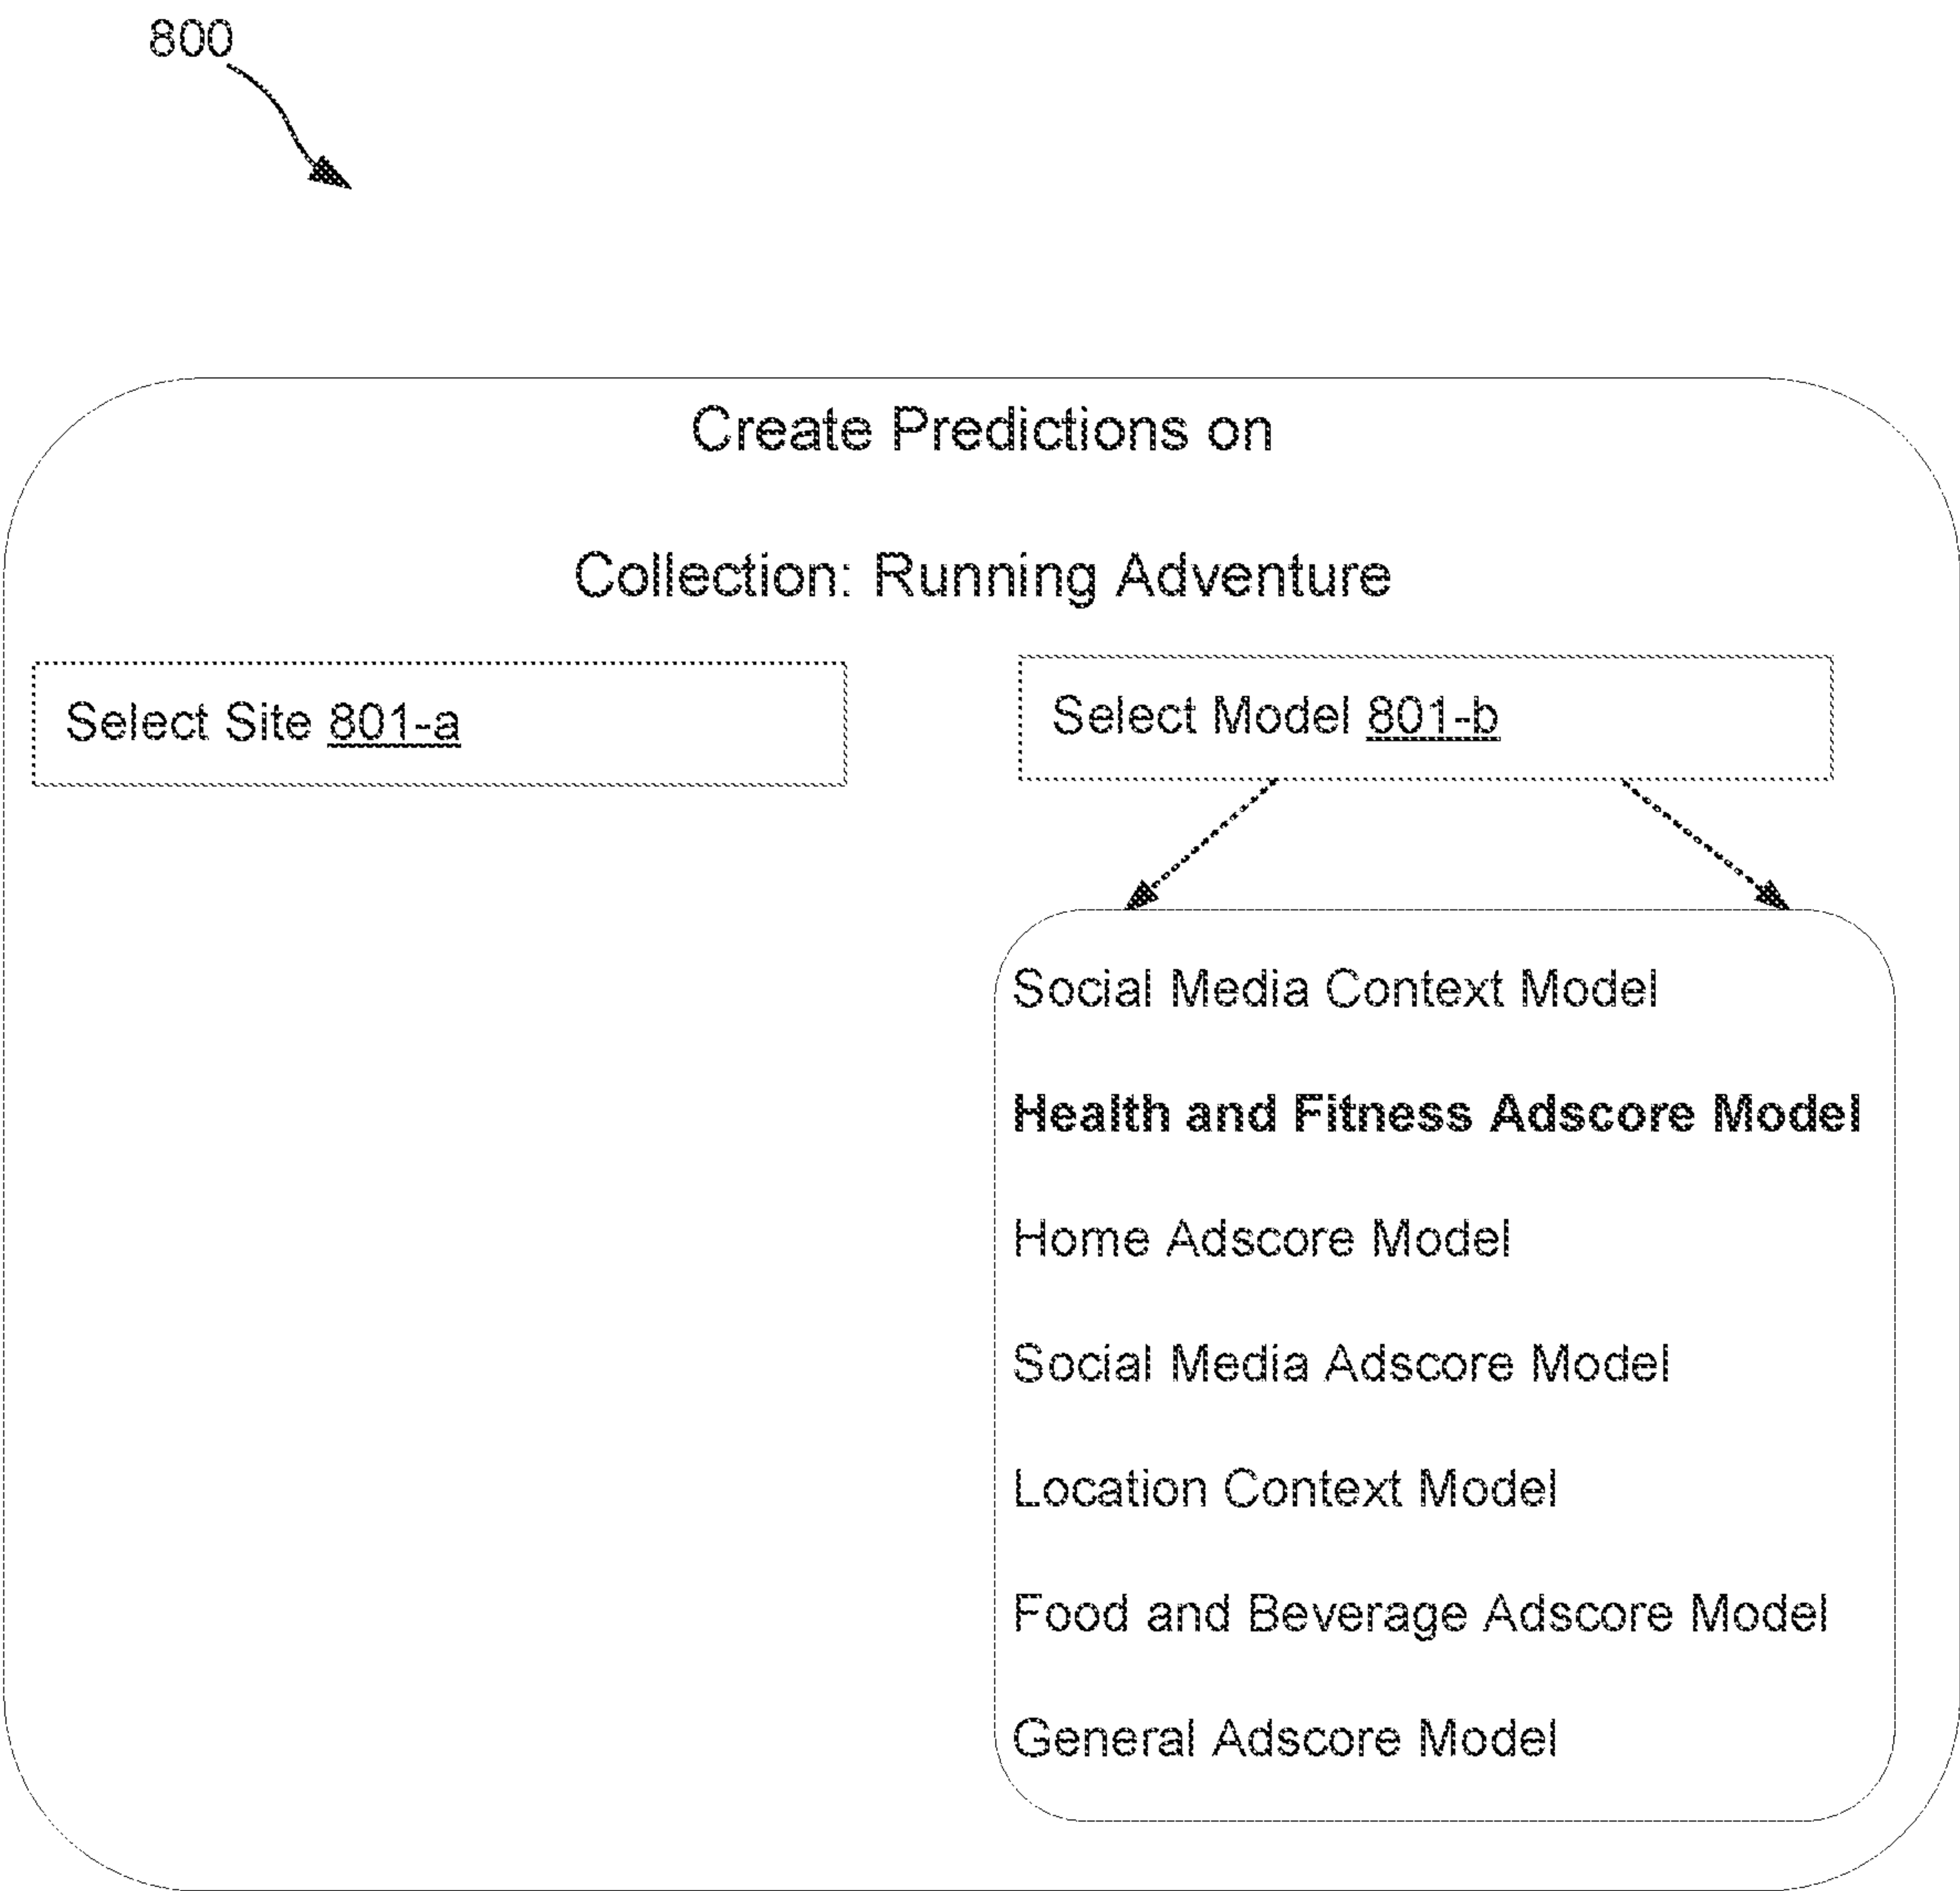 800
Create Predictions on
Collection: Running Adventure
Select Site 801-a
Select Model 801-b
Social Media Context Model
Health and Fitness Adscore Model
Home Adscore Model
Social Media Adscore Model
Location Context Model
Food and Beverage Adscore Model
General Adscore Model